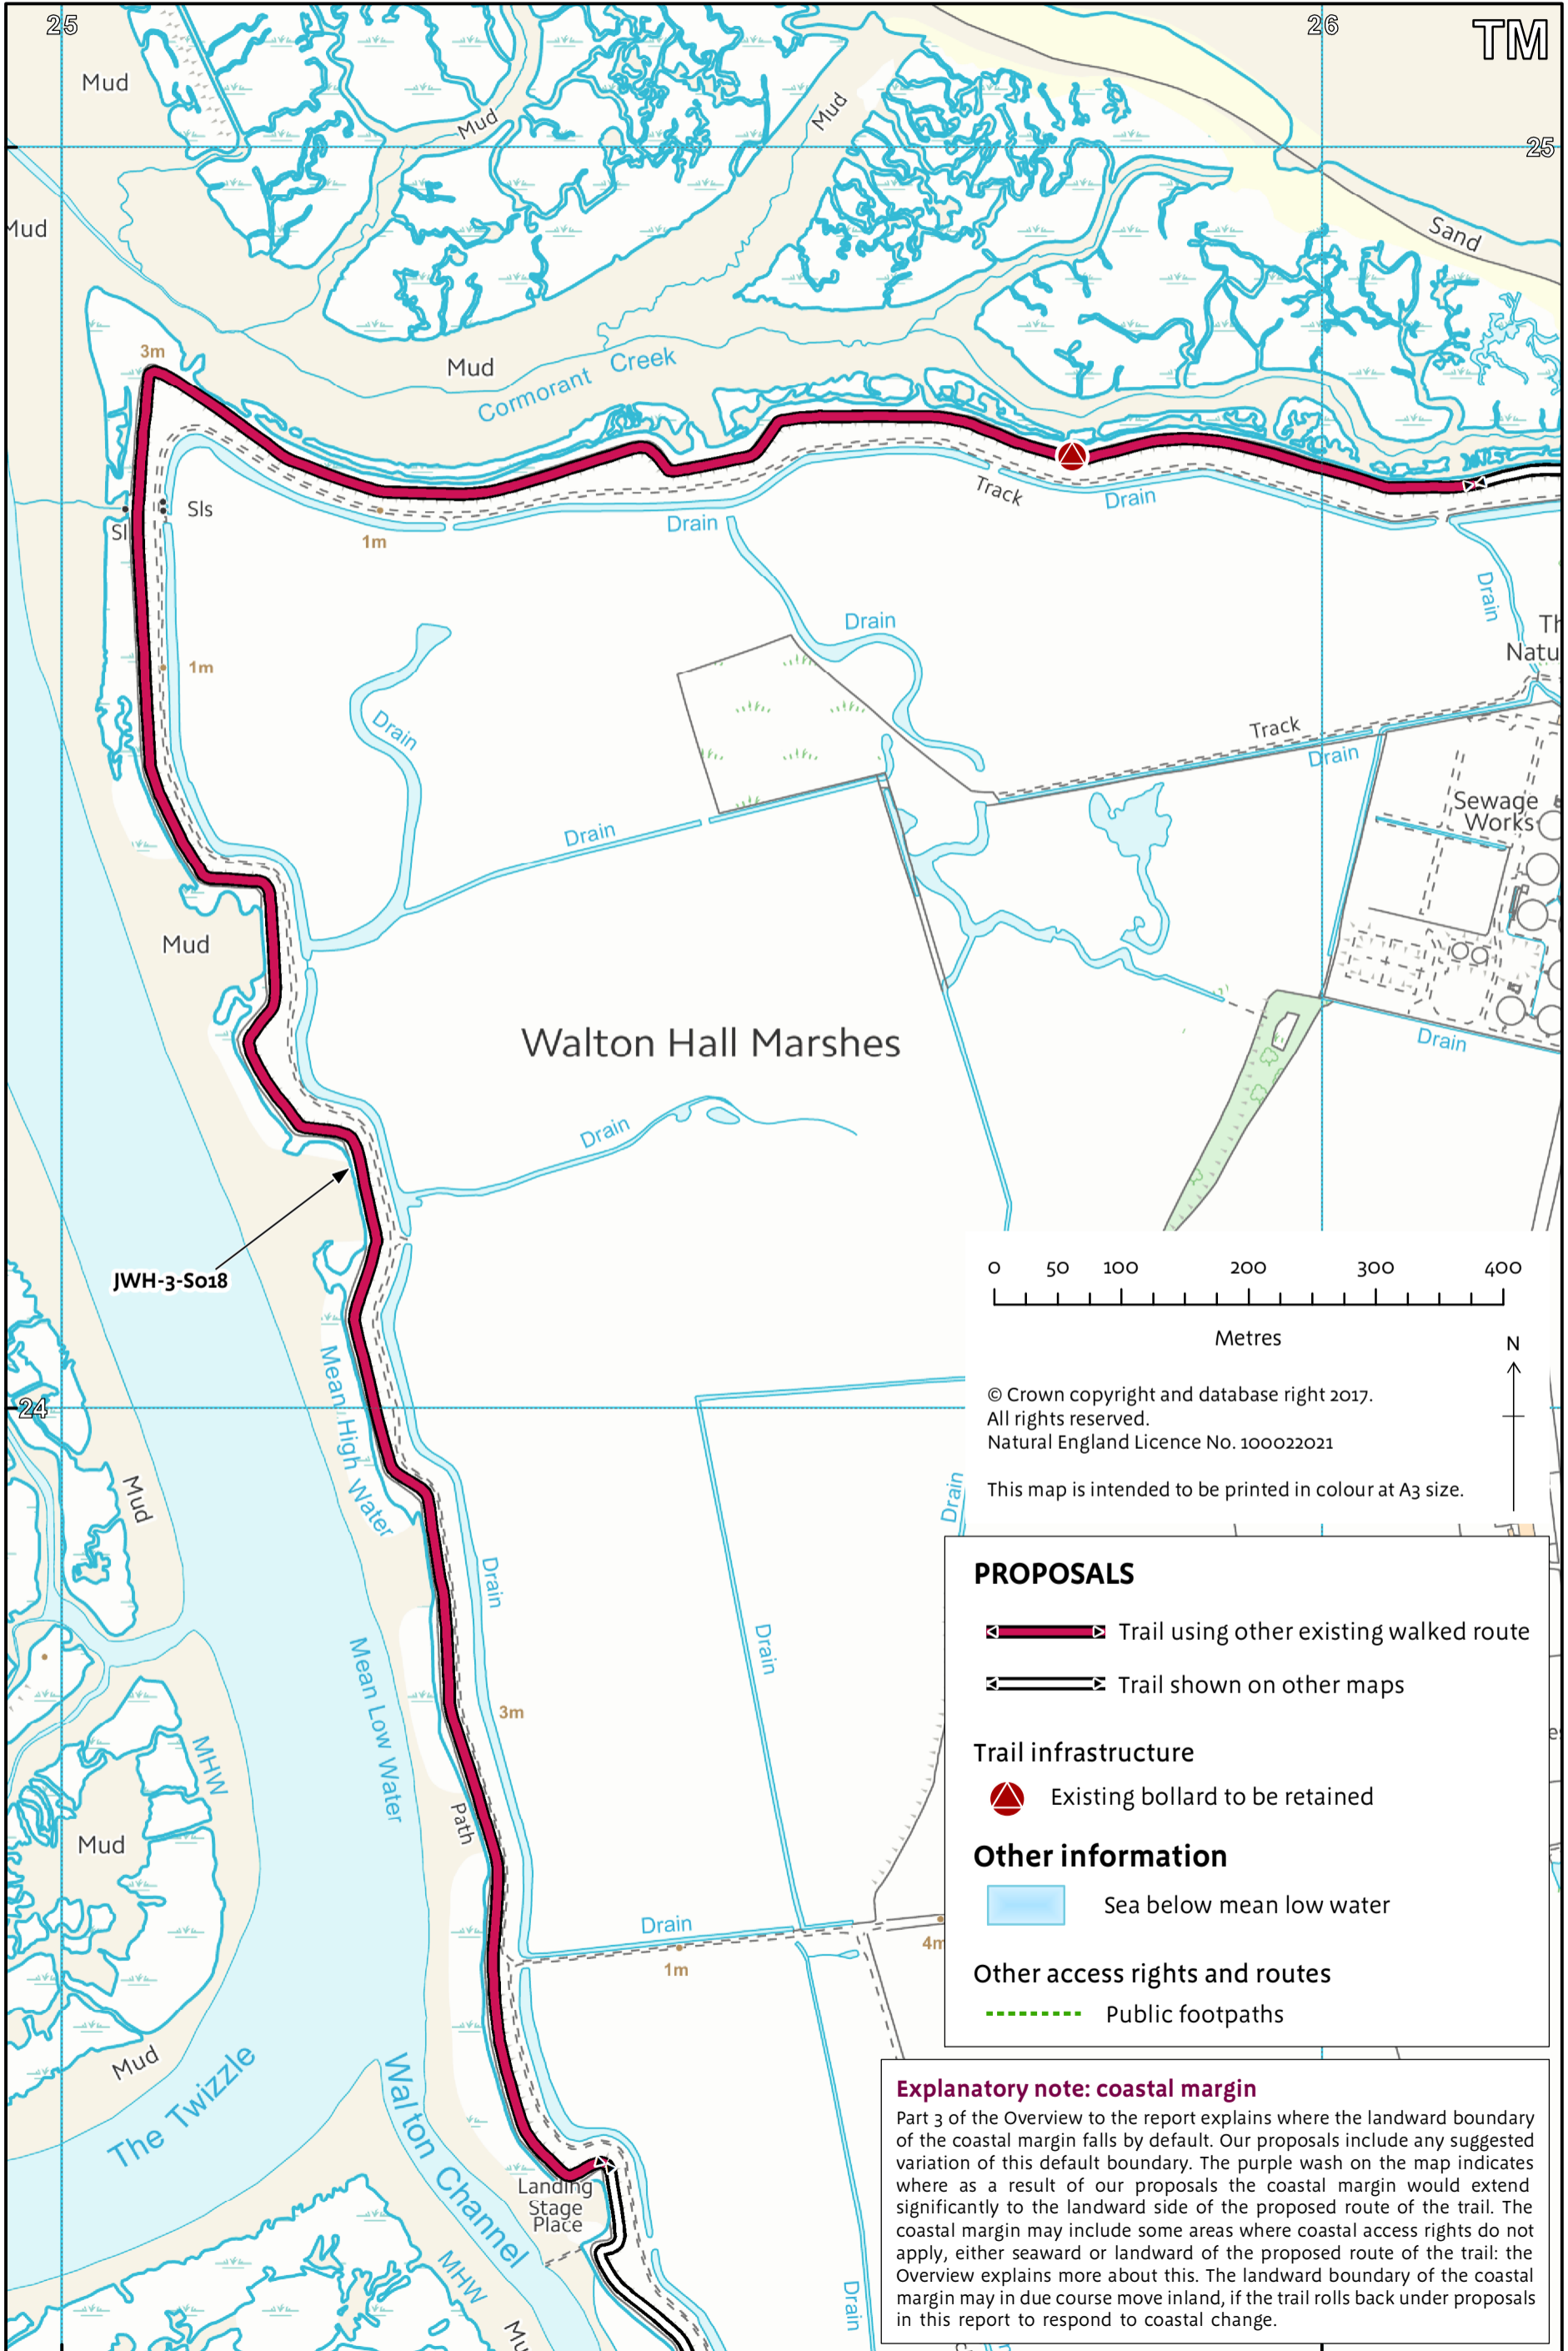 25
26
TM
Mud
Mud
Mud
25
Mud
Sand
3m
Mud
Cormorant Creek
Sls
Sl
1m
Track
Drain
Drain
Drain
Drain
1m
Drain
Track
Drain
Drain
Sewage
Works
Mud
Walton Hall Marshes
Drain
Drain
JWH-3-S018
0 50 100 200 300 400
Metres
N
Mean High Water
24
© Crown copyright and database right 2017.
All rights reserved.
Natural England Licence No. 100022021
This map is intended to be printed in colour at A3 size.
Mud
Drain
Drain
Drain
PROPOSALS
Trail using other existing walked route
Trail shown on other maps
Trail infrastructure
Existing bollard to be retained
Other information
Sea below mean low water
Other access rights and routes
Public footpaths
Mean Low Water
3m
MHW
Path
Mud
Drain
4m
1m
Mud
The Twizzle
Walton Channel
Landing
Stage
Place
MHW
Drain
Explanatory note: coastal margin
Part 3 of the Overview to the report explains where the landward boundary
of the coastal margin falls by default. Our proposals include any suggested
variation of this default boundary. The purple wash on the map indicates
where as a result of our proposals the coastal margin would extend
significantly to the landward side of the proposed route of the trail. The
coastal margin may include some areas where coastal access rights do not
apply, either seaward or landward of the proposed route of the trail: the
Overview explains more about this. The landward boundary of the coastal
margin may in due course move inland, if the trail rolls back under proposals
in this report to respond to coastal change.